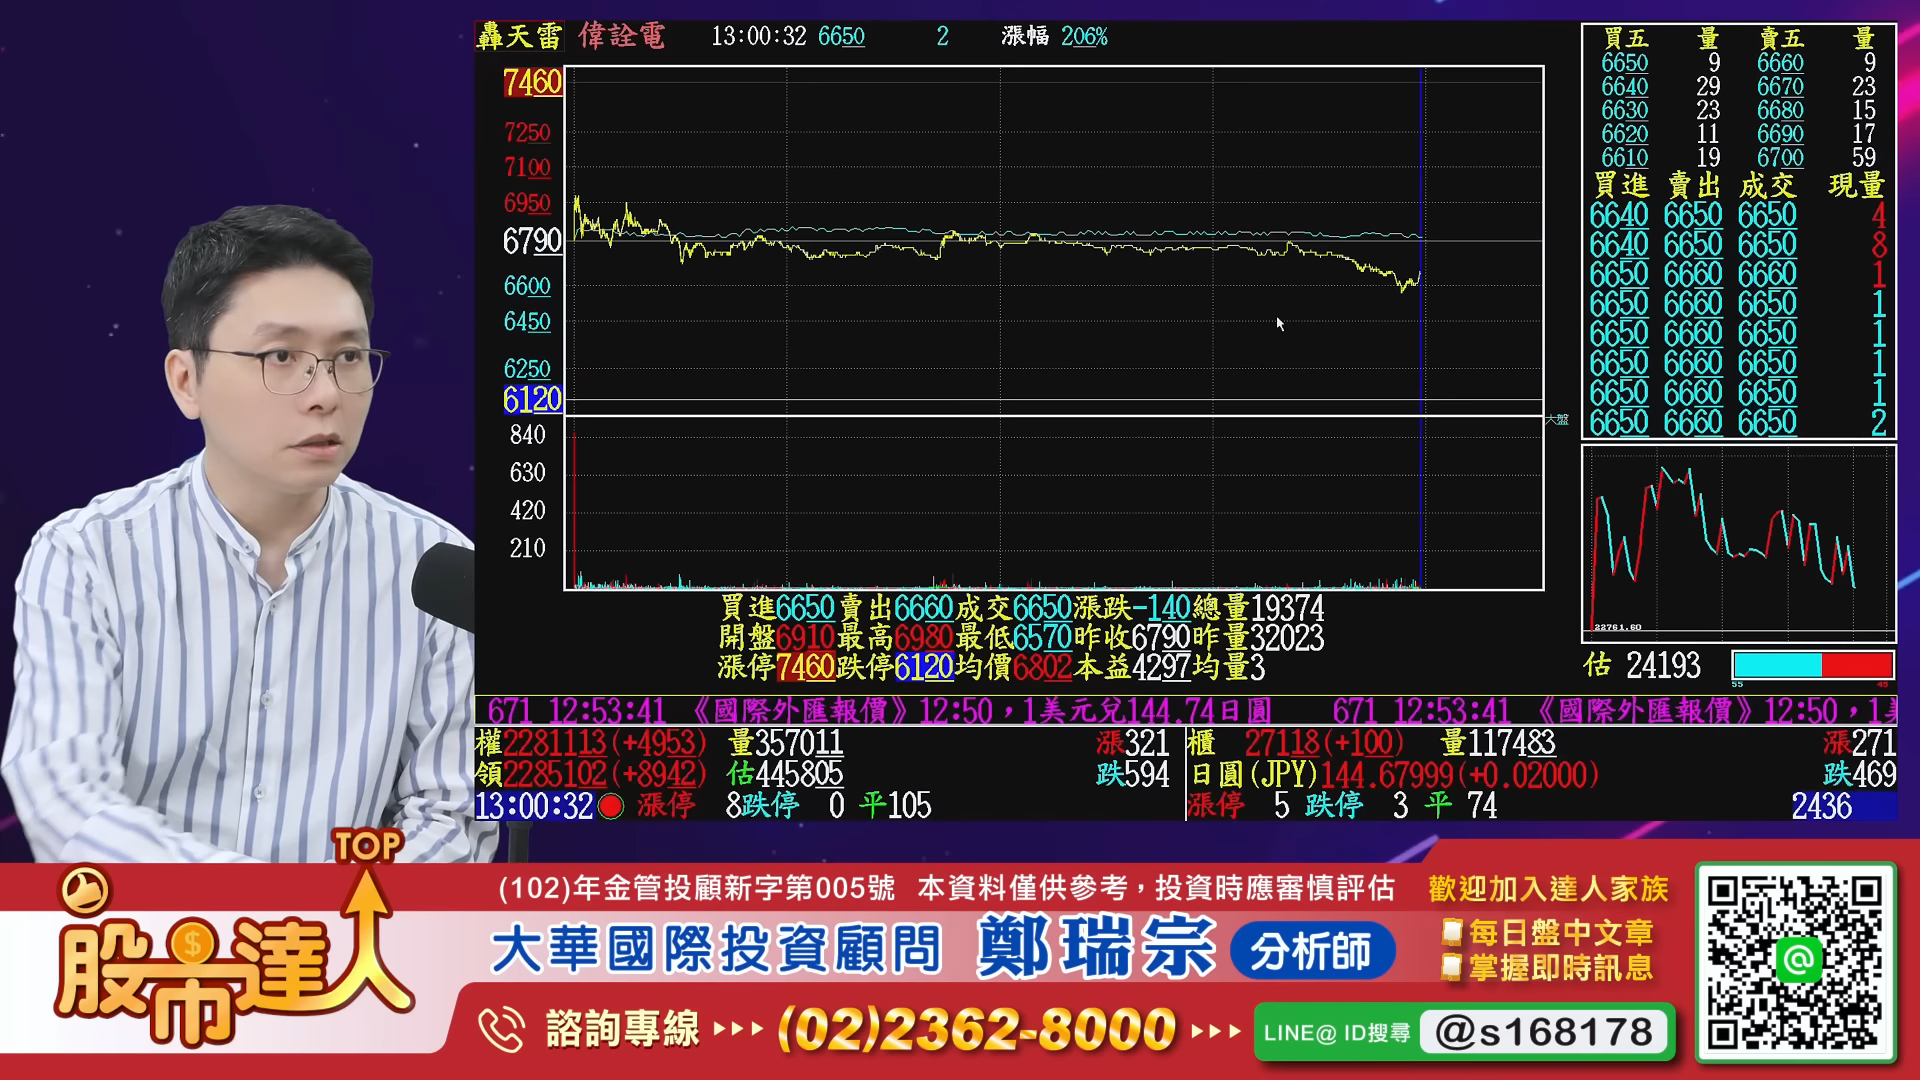 轟天雷 偉詮電 13:00:32 6650 2 漲幅 206%
7460
7250
7100
6950
6790
6600
6450
6250
6120
840
630
420
210
大盤
買五 量 賣五 量
6650 9 6660 9
6640 29 6670 23
6630 23 6680 15
6620 11 6690 17
6610 19 6700 59
買進 賣出 成交 現量
6640 6650 6650 4
6640 6650 6650 8
6650 6660 6660 1
6650 6660 6650 1
6650 6660 6650 1
6650 6660 6650 1
6650 6660 6650 1
6650 6660 6650 2
22761.60
估 24193
55 45
買進6650賣出6660成交6650漲跌-140總量19374
開盤6910最高6980最低6570昨收6790昨量32023
漲停7460跌停6120均價6802本益4297均量3
671 12:53:41 《國際外匯報價》12:50，1美元兌144.74日圓 671 12:53:41 《國際外匯報價》12:50，1美
權2281113(+4953) 量357011 漲321 櫃 27118(+100) 量117483 漲271
領2285102(+8942) 估445805 跌594 日圓(JPY)144.67999(+0.02000) 跌469
13:00:32 漲停 8跌停 0 平105 漲停 5 跌停 3 平 74 2436
TOP
股市達人
(102)年金管投顧新字第005號 本資料僅供參考，投資時應審慎評估
大華國際投資顧問 鄭瑞宗 分析師
諮詢專線 (02)2362-8000
歡迎加入達人家族
每日盤中文章
掌握即時訊息
LINE@ ID搜尋 @s168178